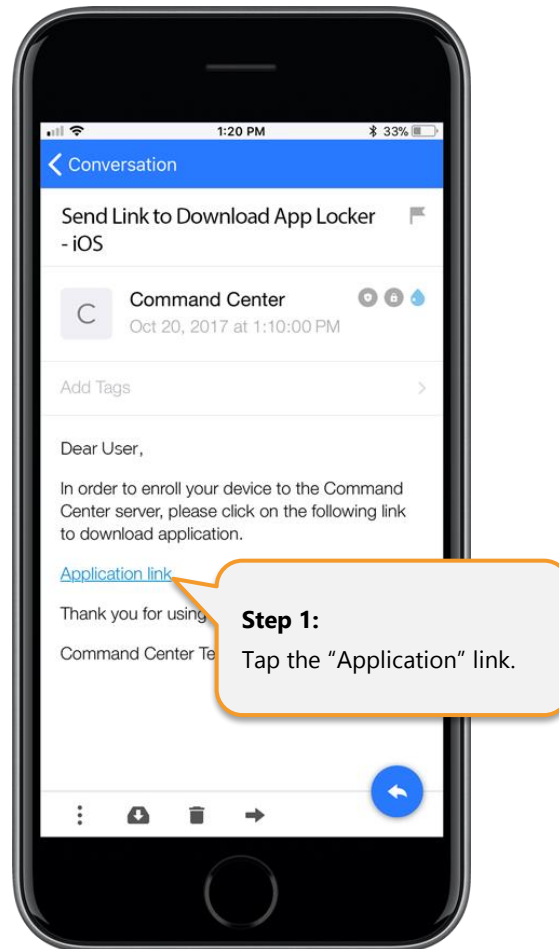 1:20 PM
33%
Conversation
Send Link to Download App Locker
- iOS
C
Command Center
Oct 20, 2017 at 1:10:00 PM
Add Tags
Dear User,
In order to enroll your device to the Command
Center server, please click on the following link
to download application.
Application link
Thank you for using
Command Center Te
Step 1:
Tap the “Application” link.